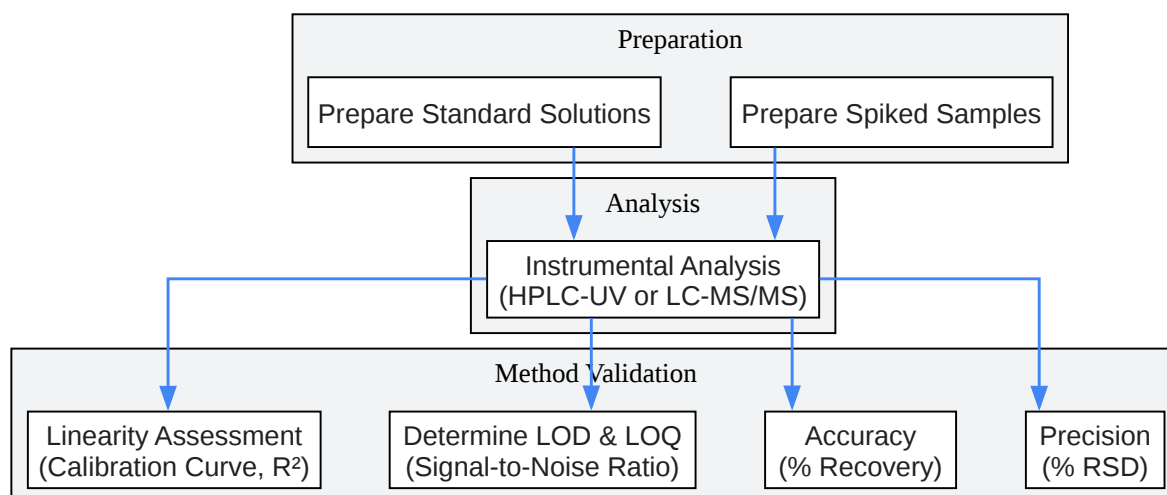 Preparation
Prepare Standard Solutions
Prepare Spiked Samples
Analysis
Instrumental Analysis
(HPLC-UV or LC-MS/MS)
Method Validation
Linearity Assessment
(Calibration Curve, R²)
Determine LOD & LOQ
(Signal-to-Noise Ratio)
Accuracy
(% Recovery)
Precision
(% RSD)